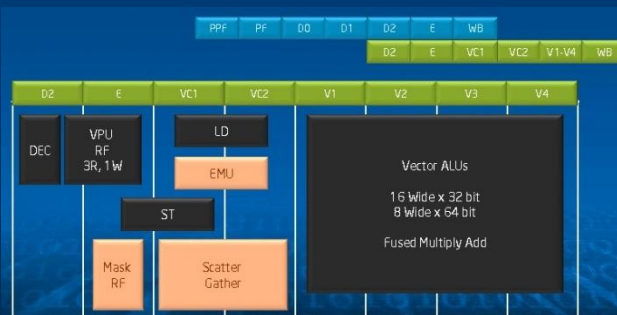 PPF PF D0 D1 D2 E WB
D2 E VC1 VC2 V1-V4 WB
D2 E VC1 VC2 V1 V2 V3 V4
DEC
VPU
RF
3R, 1W
LD
EMU
ST
Mask
RF
Scatter
Gather
Vector ALUs
16 Wide x 32 bit
8 Wide x 64 bit
Fused Multiply Add